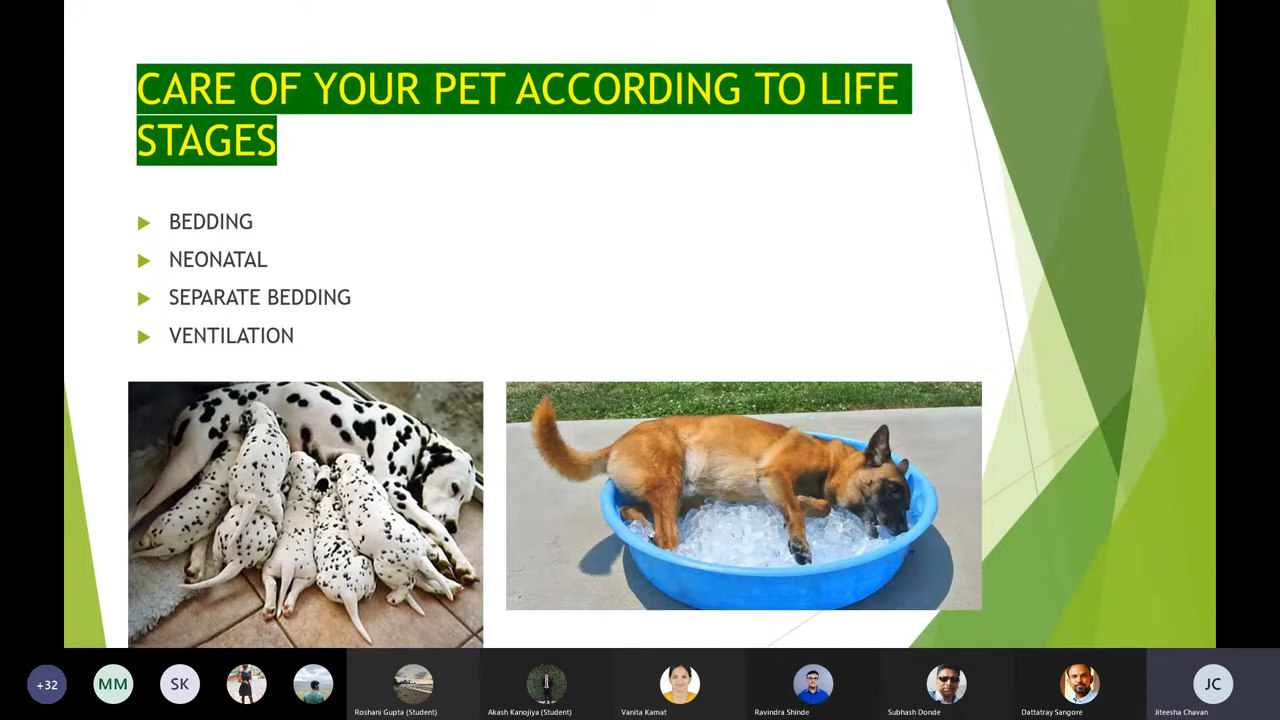 CARE OF YOUR PET ACCORDING TO LIFE
STAGES
BEDDING
NEONATAL
SEPARATE BEDDING
VENTILATION
+32
MM
SK
JC
Roshani Gupta (Student)
Akash Kanojiya (Student)
Vanita Kamat
Ravindra Shinde
Subhash Donde
Dattatray Sangore
Jiteesha Chavan